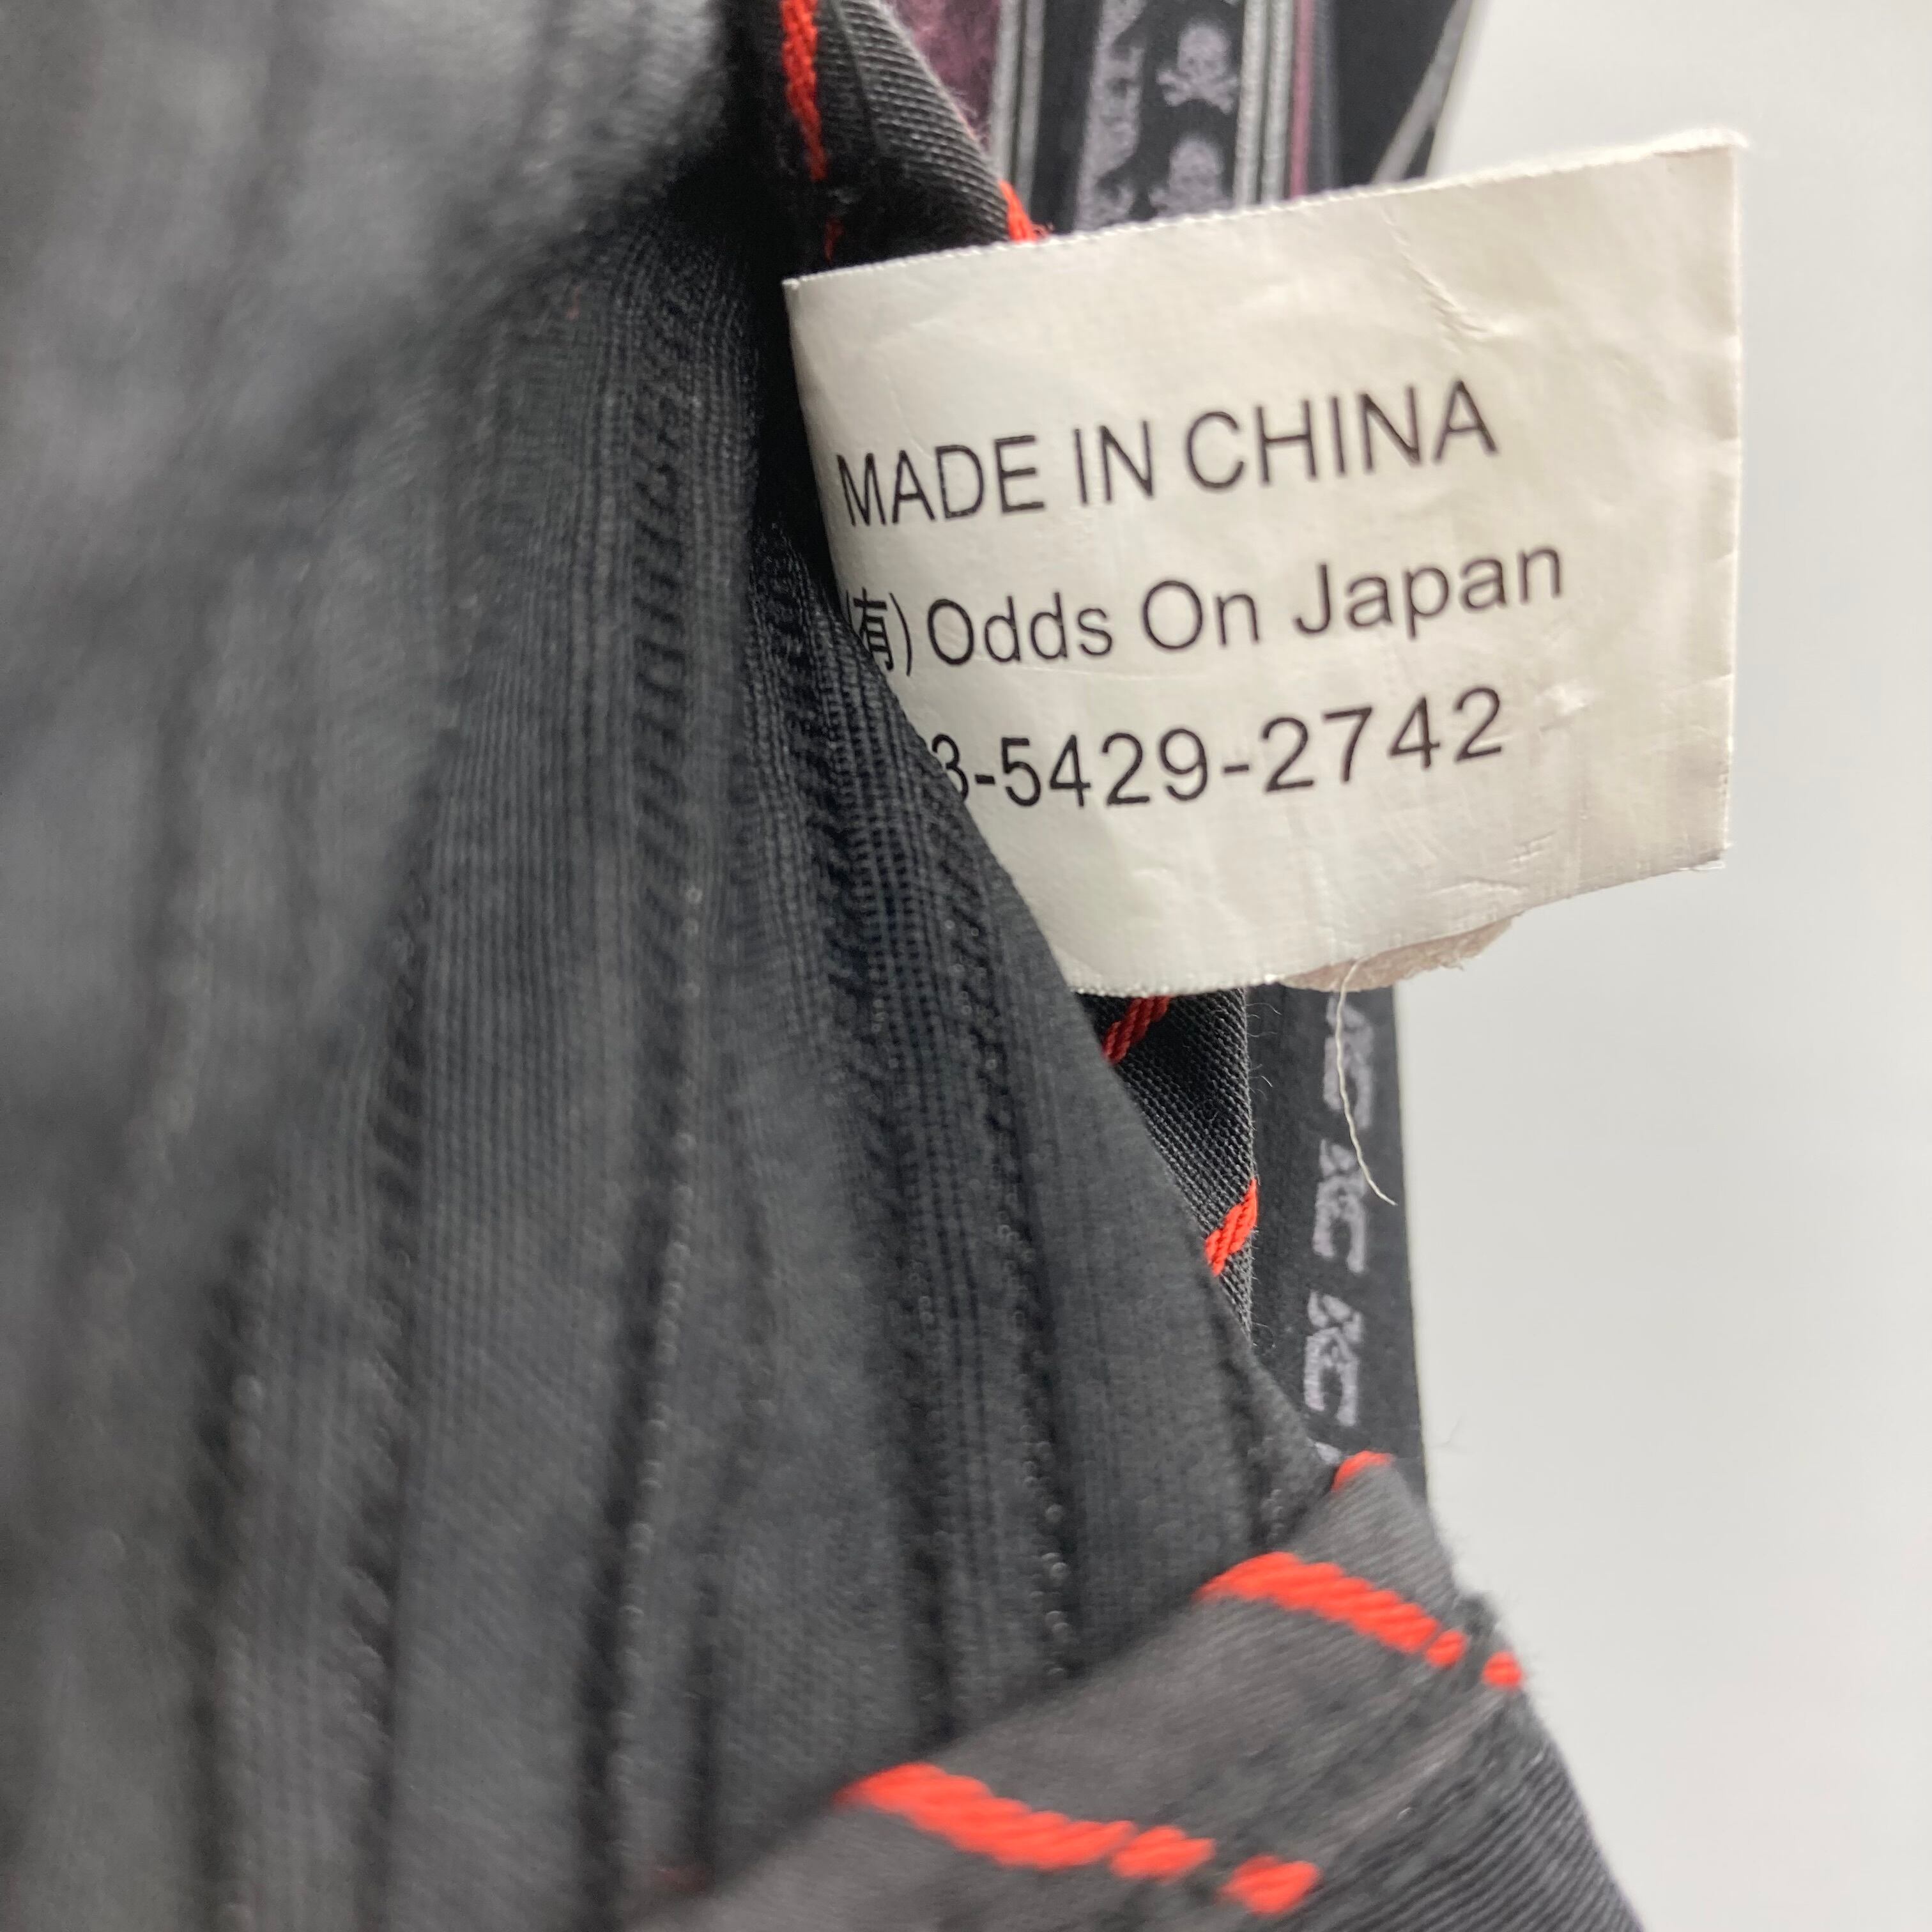 MADE IN CHINA
(有) Odds On Japan
3-5429-2742